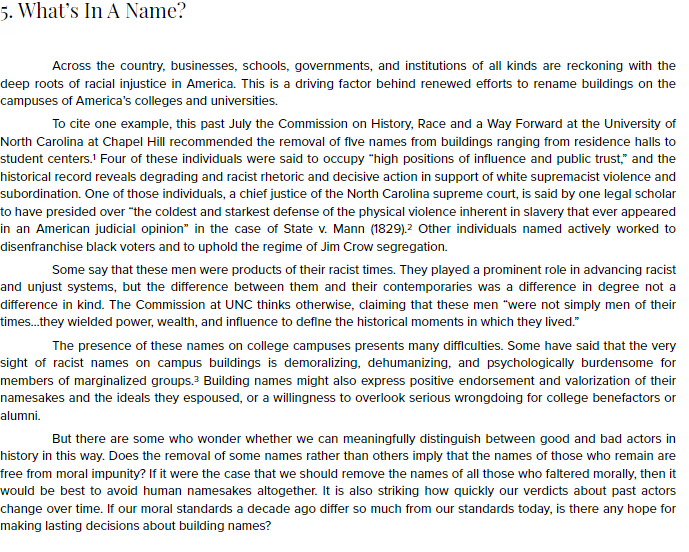 5. What's In A Name?
Across the country, businesses, schools, governments, and institutions of all kinds are reckoning with the
deep roots of racial injustice in America. This is a driving factor behind renewed efforts to rename buildings on the
campuses of America's colleges and universities.
To cite one example, this past July the Commission on History, Race and a Way Forward at the University of
North Carolina at Chapel Hill recommended the removal of five names from buildings ranging from residence halls to
student centers.¹ Four of these individuals were said to occupy “high positions of influence and public trust,” and the
historical record reveals degrading and racist rhetoric and decisive action in support of white supremacist violence and
subordination. One of those individuals, a chief justice of the North Carolina supreme court, is said by one legal scholar
to have presided over “the coldest and starkest defense of the physical violence inherent in slavery that ever appeared
in an American judicial opinion” in the case of State v. Mann (1829).² Other individuals named actively worked to
disenfranchise black voters and to uphold the regime of Jim Crow segregation.
Some say that these men were products of their racist times. They played a prominent role in advancing racist
and unjust systems, but the difference between them and their contemporaries was a difference in degree not a
difference in kind. The Commission at UNC thinks otherwise, claiming that these men “were not simply men of their
times...they wielded power, wealth, and influence to define the historical moments in which they lived.”
The presence of these names on college campuses presents many difficulties. Some have said that the very
sight of racist names on campus buildings is demoralizing, dehumanizing, and psychologically burdensome for
members of marginalized groups.³ Building names might also express positive endorsement and valorization of their
namesakes and the ideals they espoused, or a willingness to overlook serious wrongdoing for college benefactors or
alumni.
But there are some who wonder whether we can meaningfully distinguish between good and bad actors in
history in this way. Does the removal of some names rather than others imply that the names of those who remain are
free from moral impunity? If it were the case that we should remove the names of all those who faltered morally, then it
would be best to avoid human namesakes altogether. It is also striking how quickly our verdicts about past actors
change over time. If our moral standards a decade ago differ so much from our standards today, is there any hope for
making lasting decisions about building names?